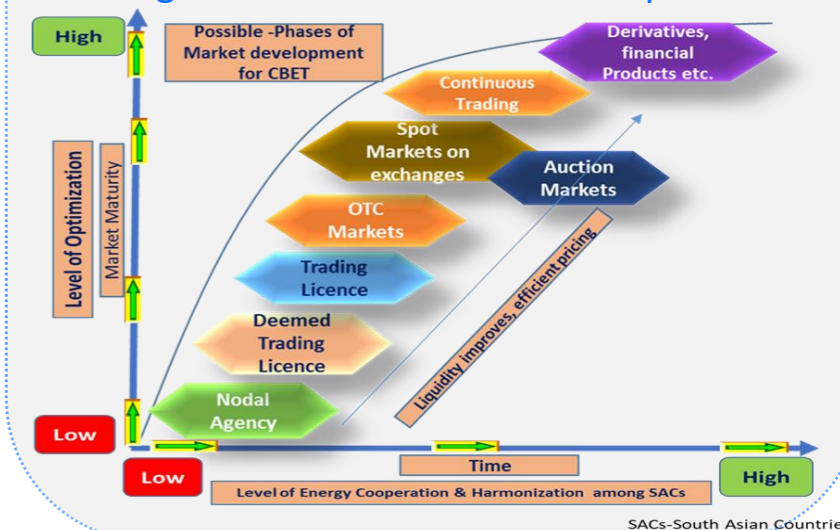 High
Possible -Phases of
Market development
for CBET
Derivatives,
financial
Products etc.
Continuous
Trading
Spot
Markets on
exchanges
Auction
Markets
OTC
Markets
Trading
Licence
Deemed
Trading
Licence
Nodal
Agency
Level of Optimization
Market Maturity
Liquidity improves, efficient pricing
Low
Low
Time
High
Level of Energy Cooperation & Harmonization among SACs
SACs-South Asian